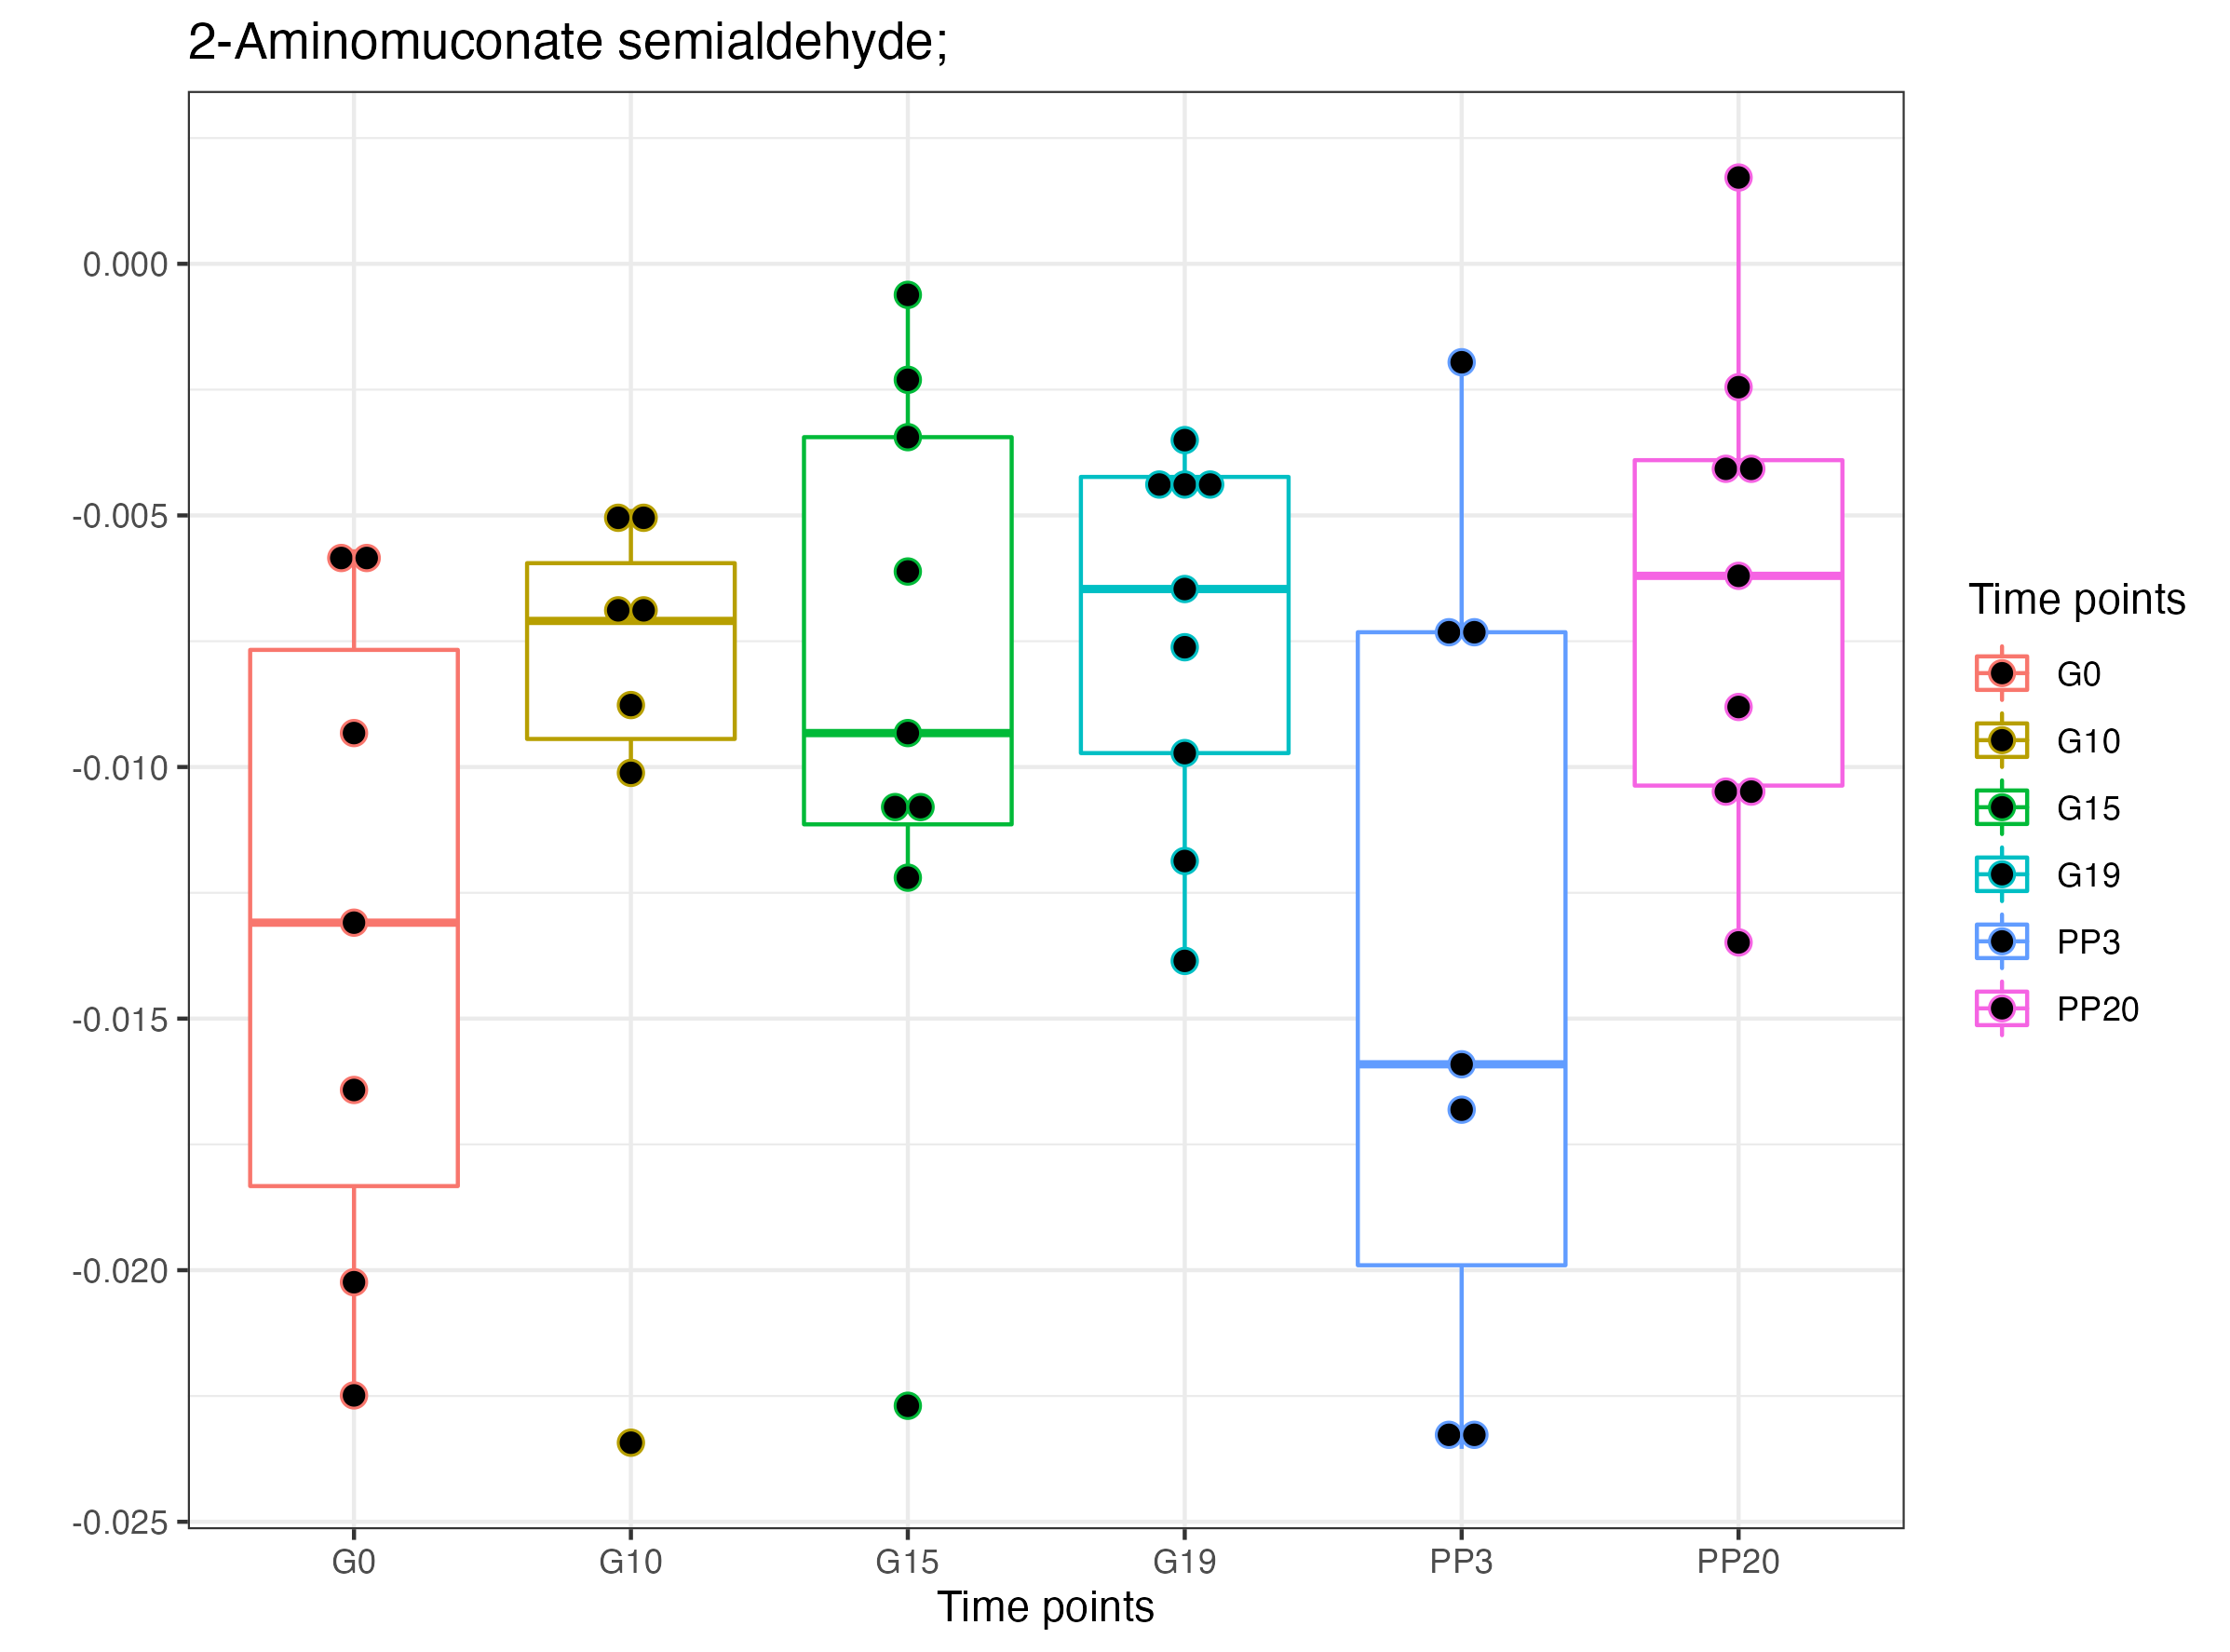 2-Aminomuconate semialdehyde;
0.000
-0.005
-0.010
-0.015
-0.020
-0.025
G0 G10 G15 G19 PP3 PP20
Time points
Time points
G0
G10
G15
G19
PP3
PP20